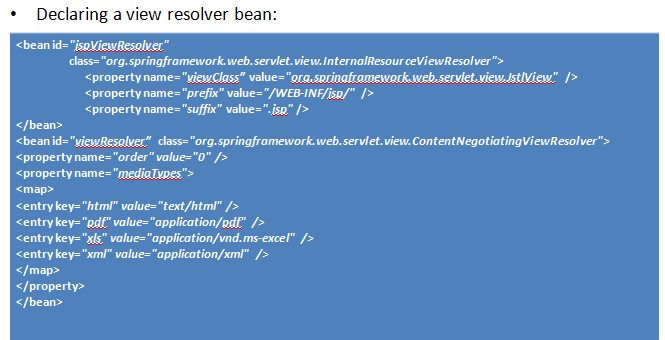 • Declaring a view resolver bean:
<bean id="jspViewResolver"
class="org.springframework.web.servlet.view.InternalResourceViewResolver">
<property name="viewClass” value="org.springframework.web.servlet.view.JstlView" />
<property name="prefix" value="/WEB-INF/jsp/" />
<property name="suffix" value=".jsp" />
</bean>
<bean id="viewResolver” class="org.springframework.web.servlet.view.ContentNegotiatingViewResolver">
<property name="order" value="0" />
<property name="mediaTypes">
<map>
<entry key="html" value="text/html" />
<entry key="pdf" value="application/pdf" />
<entry key="xls" value="application/vnd.ms-excel" />
<entry key="xml" value="application/xml" />
</map>
</property>
</bean>